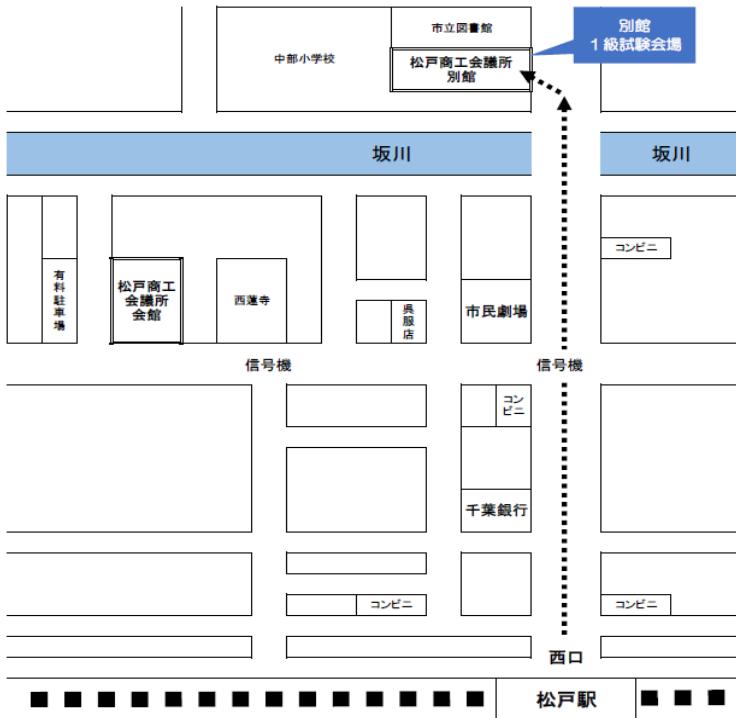 市立図書館
別館
１級試験会場
中部小学校
松戸商工会議所
別館
坂川
坂川
コンビニ
有料駐車場
松戸商工
会議所
会館
西蓮寺
呉服店
市民劇場
信号機
信号機
コン
ビニ
千葉銀行
コンビニ
コンビニ
西口
松戸駅